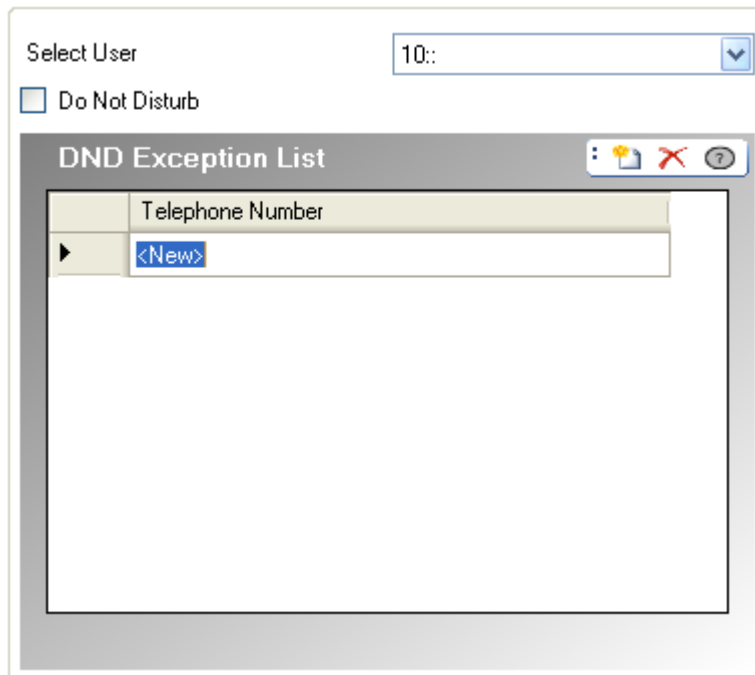 Select User
10::
Do Not Disturb
DND Exception List
?
Telephone Number
<New>